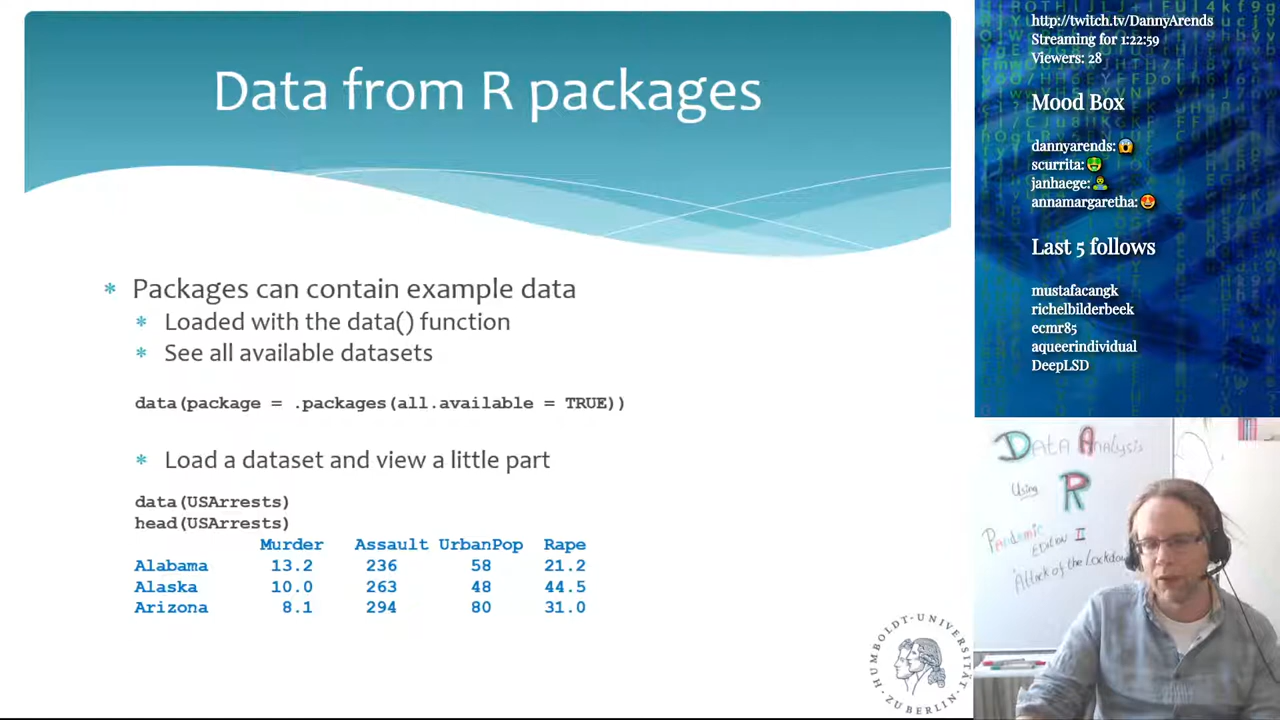 Data from R packages
* Packages can contain example data
* Loaded with the data() function
* See all available datasets
data(package = .packages(all.available = TRUE))
* Load a dataset and view a little part
data(USArrests)
head(USArrests)
Murder Assault UrbanPop Rape
Alabama 13.2 236 58 21.2
Alaska 10.0 263 48 44.5
Arizona 8.1 294 80 31.0
HUMBOLDT-UNIVERSITÄT ZU BERLIN
http://twitch.tv/DannyArends
Streaming for 1:22:59
Viewers: 28
Mood Box
dannyarends: 😱
scurrita: 🤑
janhaege:
annamargaretha: 😍
Last 5 follows
mustafacangk
richelbilderbeek
ecmr85
aqueerindividual
DeepLSD
DATA ANALYSIS
Using R
Pandemic
EDITION II
'Attack of the Lockdown